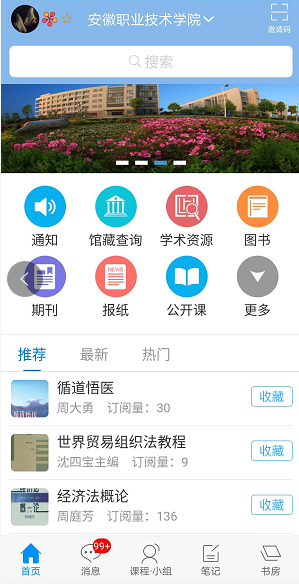 安徽职业技术学院
邀请码
搜索
通知
馆藏查询
学术资源
图书
NEWS
期刊
报纸
公开课
更多
推荐
最新
热门
循道悟医
周大勇 订阅量：30
收藏
世界贸易组织法教程
沈四宝主编 订阅量：9
收藏
经济法概论
周庭芳 订阅量：136
收藏
99+
首页
消息
课程·小组
笔记
书房